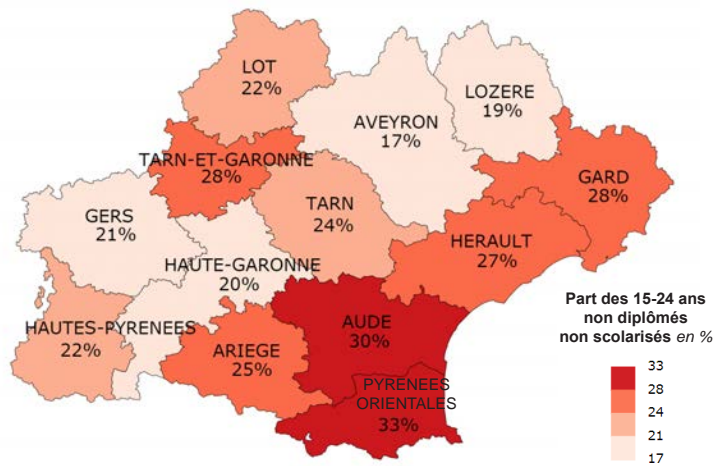 LOT
22%
LOZERE
19%
AVEYRON
17%
TARN-ET-GARONNE
28%
GARD
28%
TARN
24%
GERS
21%
HERAULT
27%
HAUTE-GARONNE
20%
HAUTES-PYRENEES
22%
ARIEGE
25%
AUDE
30%
PYRENEES
ORIENTALES
33%
Part des 15-24 ans
non diplômés
non scolarisés en %
33
28
24
21
17